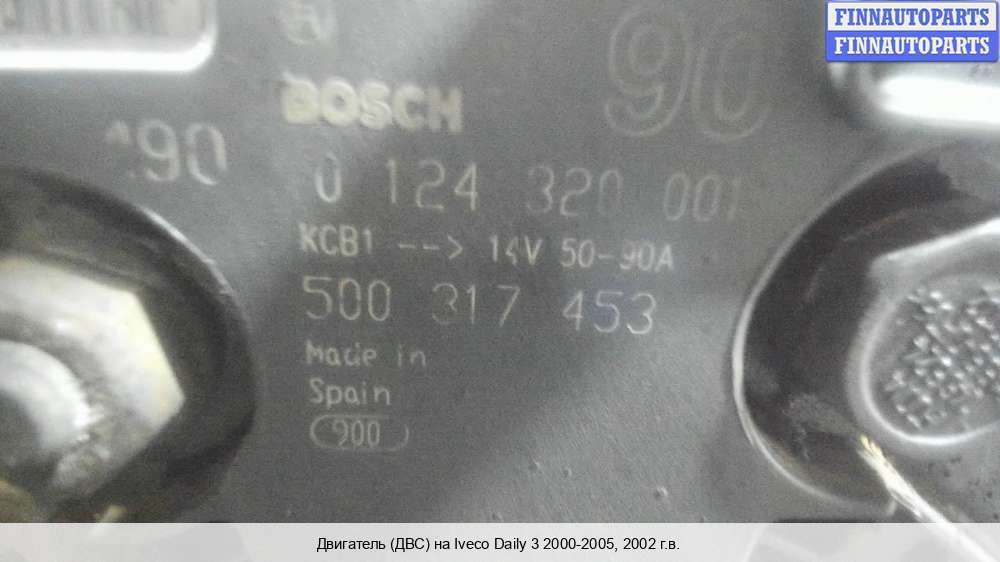 FINNAUTOPARTS
FINNAUTOPARTS
BOSCH
90
190
0 124 320 001
KCB1 --> 14V 50-90A
500 317 453
Made in
Spain
900
Двигатель (ДВС) на Iveco Daily 3 2000-2005, 2002 г.в.